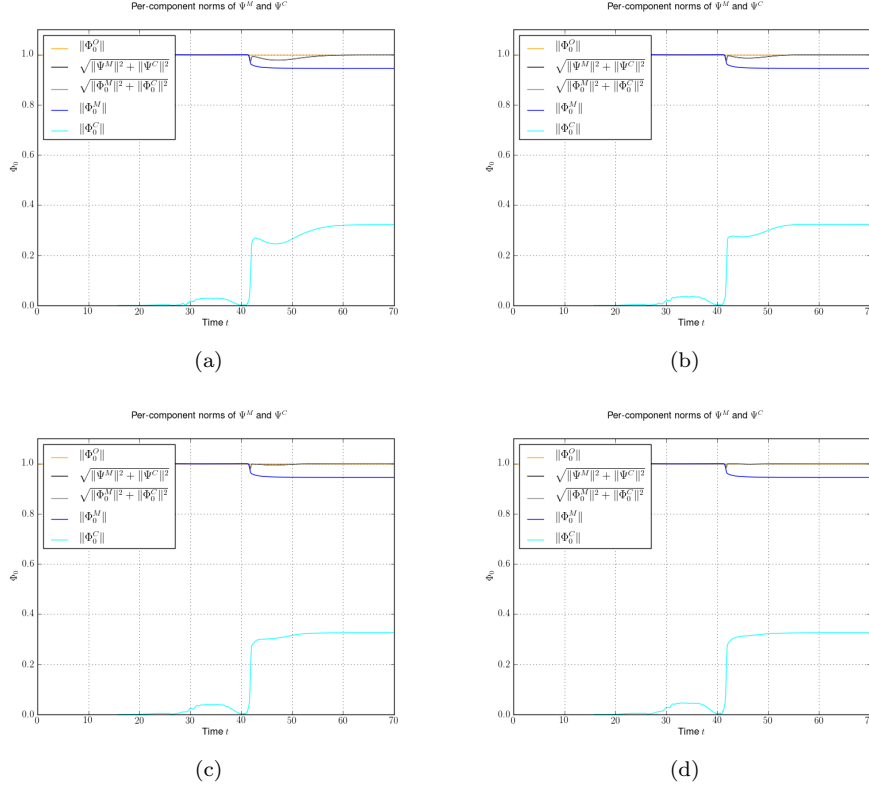 Per-component norms of Ψ^M and Ψ^C
‖Φ_0^O‖
√‖Ψ^M‖² + ‖Ψ^C‖²
√‖Φ_0^M‖² + ‖Φ_0^C‖²
‖Φ_0^M‖
‖Φ_0^C‖
1.0
0.8
0.6
0.4
0.2
0.0
Φ_0
0 10 20 30 40 50 60 70
Time t
(a)
Per-component norms of Ψ^M and Ψ^C
‖Φ_0^O‖
√‖Ψ^M‖² + ‖Ψ^C‖²
√‖Φ_0^M‖² + ‖Φ_0^C‖²
‖Φ_0^M‖
‖Φ_0^C‖
1.0
0.8
0.6
0.4
0.2
0.0
Φ_0
0 10 20 30 40 50 60 70
Time t
(b)
Per-component norms of Ψ^M and Ψ^C
‖Φ_0^O‖
√‖Ψ^M‖² + ‖Ψ^C‖²
√‖Φ_0^M‖² + ‖Φ_0^C‖²
‖Φ_0^M‖
‖Φ_0^C‖
1.0
0.8
0.6
0.4
0.2
0.0
Φ_0
0 10 20 30 40 50 60 70
Time t
(c)
Per-component norms of Ψ^M and Ψ^C
‖Φ_0^O‖
√‖Ψ^M‖² + ‖Ψ^C‖²
√‖Φ_0^M‖² + ‖Φ_0^C‖²
‖Φ_0^M‖
‖Φ_0^C‖
1.0
0.8
0.6
0.4
0.2
0.0
Φ_0
0 10 20 30 40 50 60 70
Time t
(d)